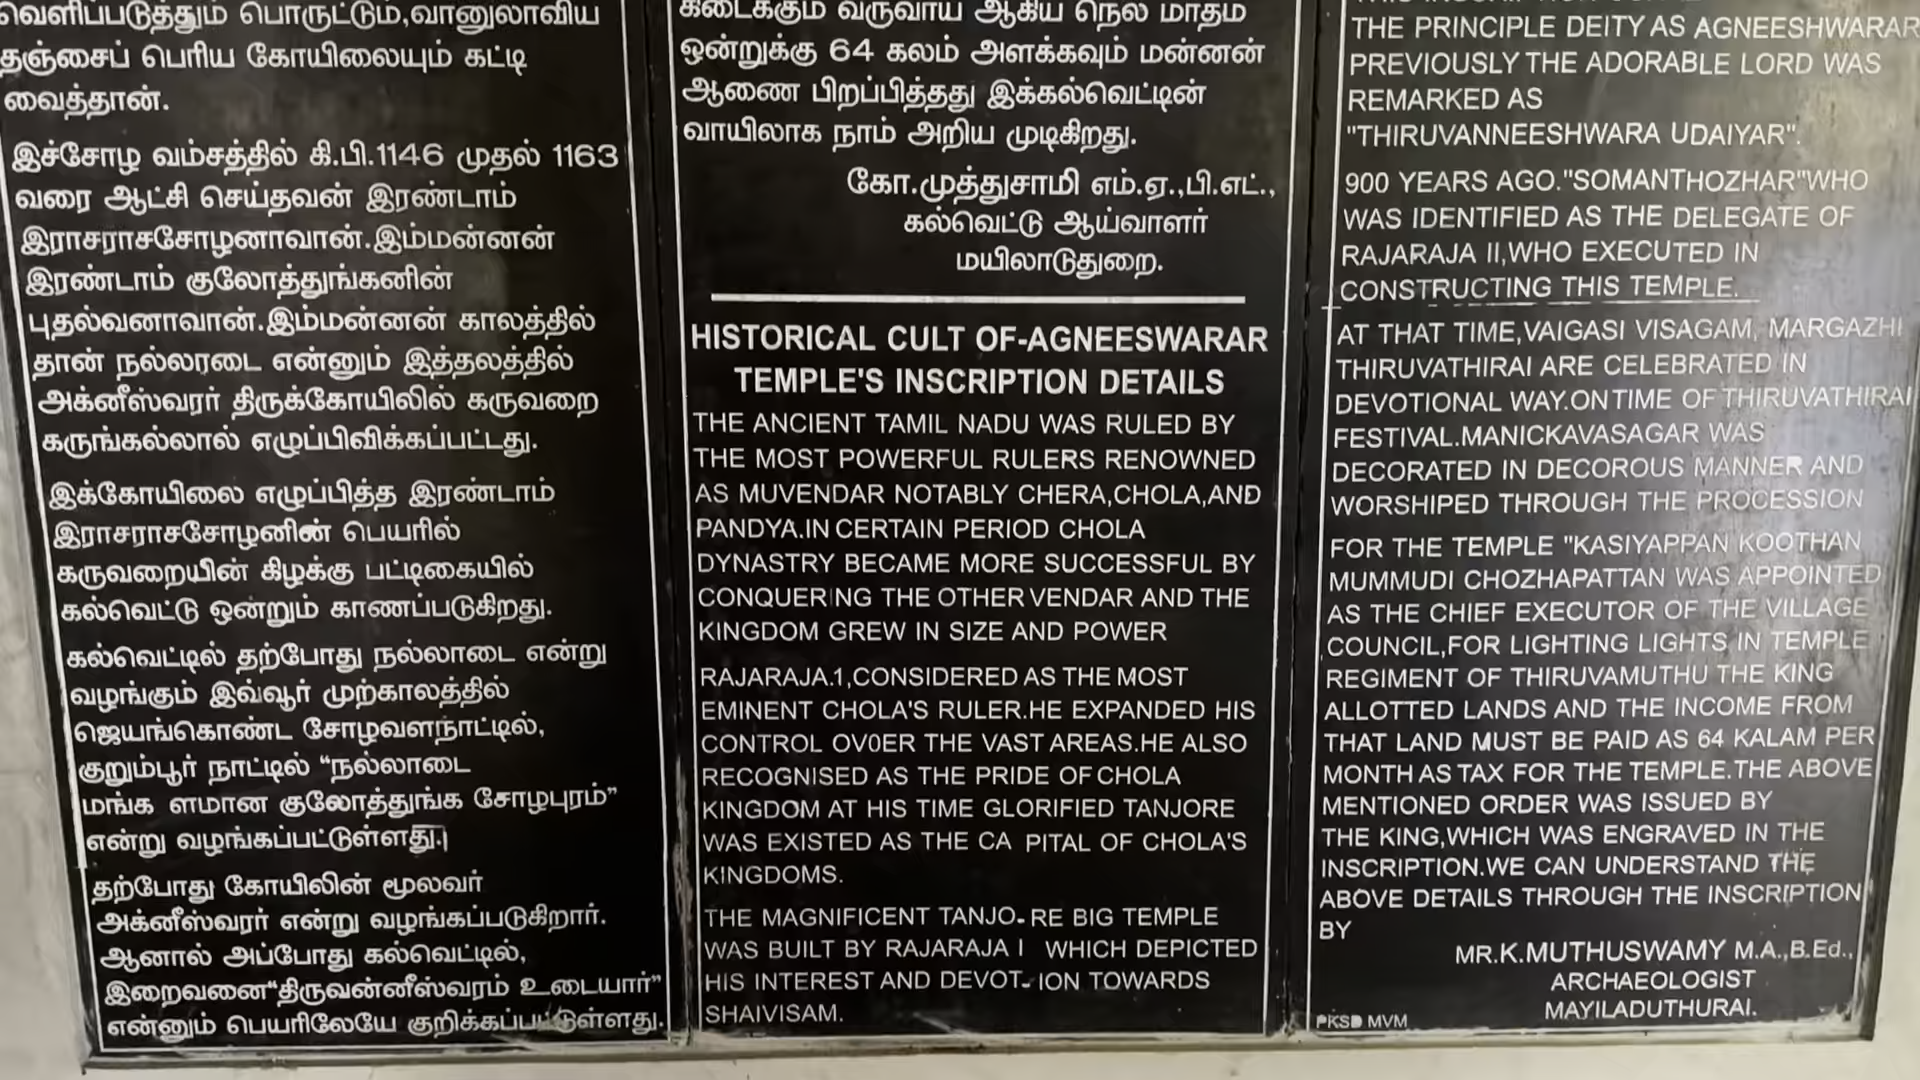 வெளிப்படுத்தும் பொருட்டும்,வானுலாவிய
தஞ்சைப் பெரிய கோயிலையும் கட்டி
வைத்தான்.
இச்சோழ வம்சத்தில் கி.பி.1146 முதல் 1163
வரை ஆட்சி செய்தவன் இரண்டாம்
இராசராசசோழனாவான்.இம்மன்னன்
இரண்டாம் குலோத்துங்கனின்
புதல்வனாவான்.இம்மன்னன் காலத்தில்
தான் நல்லரடை என்னும் இத்தலத்தில்
அக்னீஸ்வரர் திருக்கோயிலில் கருவறை
கருங்கல்லால் எழுப்பிவிக்கப்பட்டது.
இக்கோயிலை எழுப்பித்த இரண்டாம்
இராசராசசோழனின் பெயரில்
கருவறையின் கிழக்கு பட்டிகையில்
கல்வெட்டு ஒன்றும் காணப்படுகிறது.
கல்வெட்டில் தற்போது நல்லாடை என்று
வழங்கும் இவ்வூர் முற்காலத்தில்
ஜெயங்கொண்ட சோழவளநாட்டில்,
குறும்பூர் நாட்டில் “நல்லாடை
மங்க ளமான குலோத்துங்க சோழபுரம்”
என்று வழங்கப்பட்டுள்ளது.
தற்போது கோயிலின் மூலவர்
அக்னீஸ்வரர் என்று வழங்கப்படுகிறார்.
ஆனால் அப்போது கல்வெட்டில்,
இறைவனை“திருவன்னீஸ்வரம் உடையார்”
என்னும் பெயரிலேயே குறிக்கப்பட்டுள்ளது.
கடைக்கும் வருவாய் ஆகிய நெல் மாதம்
ஒன்றுக்கு 64 கலம் அளக்கவும் மன்னன்
ஆணை பிறப்பித்தது இக்கல்வெட்டின்
வாயிலாக நாம் அறிய முடிகிறது.
கோ.முத்துசாமி எம்.ஏ.,பி.எட்.,
கல்வெட்டு ஆய்வாளர்
மயிலாடுதுறை.
HISTORICAL CULT OF-AGNEESWARAR
TEMPLE'S INSCRIPTION DETAILS
THE ANCIENT TAMIL NADU WAS RULED BY
THE MOST POWERFUL RULERS RENOWNED
AS MUVENDAR NOTABLY CHERA,CHOLA,AND
PANDYA.IN CERTAIN PERIOD CHOLA
DYNASTRY BECAME MORE SUCCESSFUL BY
CONQUERING THE OTHER VENDAR AND THE
KINGDOM GREW IN SIZE AND POWER
RAJARAJA.1,CONSIDERED AS THE MOST
EMINENT CHOLA'S RULER.HE EXPANDED HIS
CONTROL OV0ER THE VAST AREAS.HE ALSO
RECOGNISED AS THE PRIDE OF CHOLA
KINGDOM AT HIS TIME GLORIFIED TANJORE
WAS EXISTED AS THE CA PITAL OF CHOLA'S
KINGDOMS.
THE MAGNIFICENT TANJO- RE BIG TEMPLE
WAS BUILT BY RAJARAJA I WHICH DEPICTED
HIS INTEREST AND DEVOT- ION TOWARDS
SHAIVISAM.
THE PRINCIPLE DEITY AS AGNEESHWARAR
PREVIOUSLY THE ADORABLE LORD WAS
REMARKED AS
"THIRUVANNEESHWARA UDAIYAR".
900 YEARS AGO."SOMANTHOZHAR"WHO
WAS IDENTIFIED AS THE DELEGATE OF
RAJARAJA II,WHO EXECUTED IN
CONSTRUCTING THIS TEMPLE.
AT THAT TIME,VAIGASI VISAGAM, MARGAZHI
THIRUVATHIRAI ARE CELEBRATED IN
DEVOTIONAL WAY.ON TIME OF THIRUVATHIRAI
FESTIVAL.MANICKAVASAGAR WAS
DECORATED IN DECOROUS MANNER AND
WORSHIPED THROUGH THE PROCESSION
FOR THE TEMPLE "KASIYAPPAN KOOTHAN
MUMMUDI CHOZHAPATTAN WAS APPOINTED
AS THE CHIEF EXECUTOR OF THE VILLAGE
COUNCIL,FOR LIGHTING LIGHTS IN TEMPLE
REGIMENT OF THIRUVAMUTHU THE KING
ALLOTTED LANDS AND THE INCOME FROM
THAT LAND MUST BE PAID AS 64 KALAM PER
MONTH AS TAX FOR THE TEMPLE.THE ABOVE
MENTIONED ORDER WAS ISSUED BY
THE KING,WHICH WAS ENGRAVED IN THE
INSCRIPTION.WE CAN UNDERSTAND THE
ABOVE DETAILS THROUGH THE INSCRIPTION
BY
MR.K.MUTHUSWAMY M.A.,B.Ed.,
ARCHAEOLOGIST
MAYILADUTHURAI.
PKSD MVM